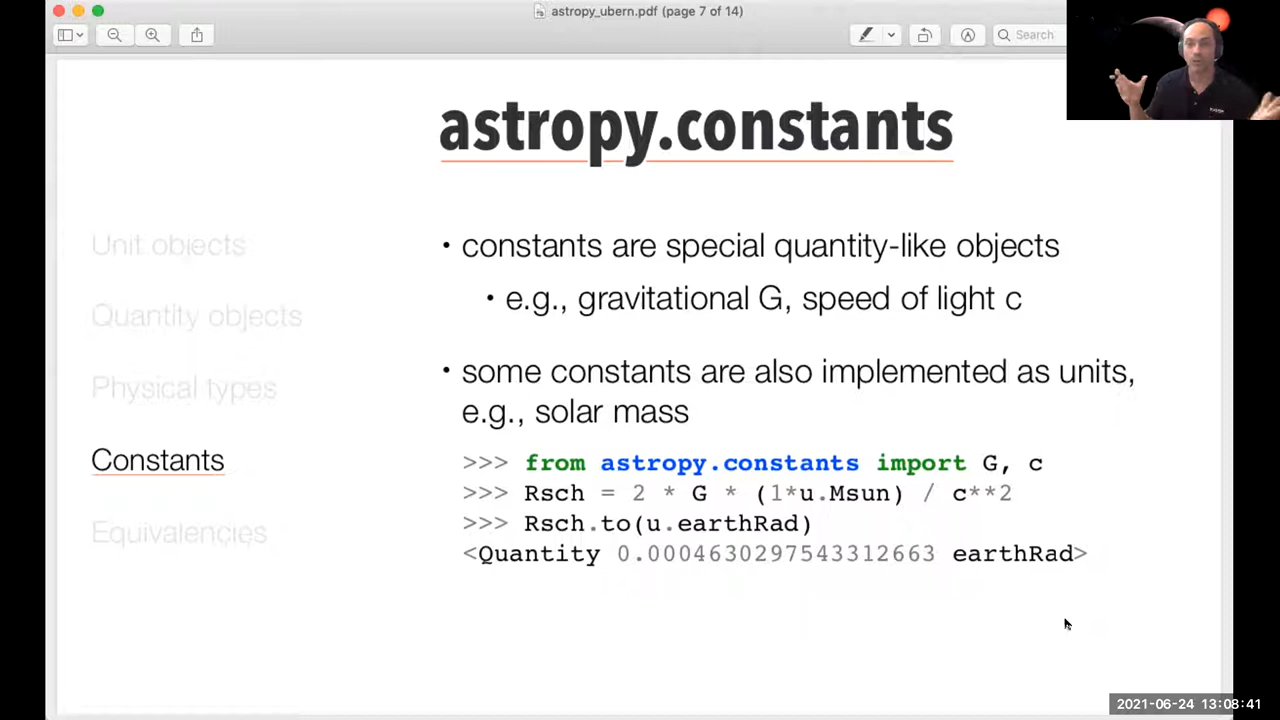 astropy_ubern.pdf (page 7 of 14)
Search
astropy.constants
Unit objects
Quantity objects
Physical types
Constants
Equivalencies
• constants are special quantity-like objects
• e.g., gravitational G, speed of light c
• some constants are also implemented as units,
e.g., solar mass
>>> from astropy.constants import G, c
>>> Rsch = 2 * G * (1*u.Msun) / c**2
>>> Rsch.to(u.earthRad)
<Quantity 0.0004630297543312663 earthRad>
2021-06-24 13:08:41